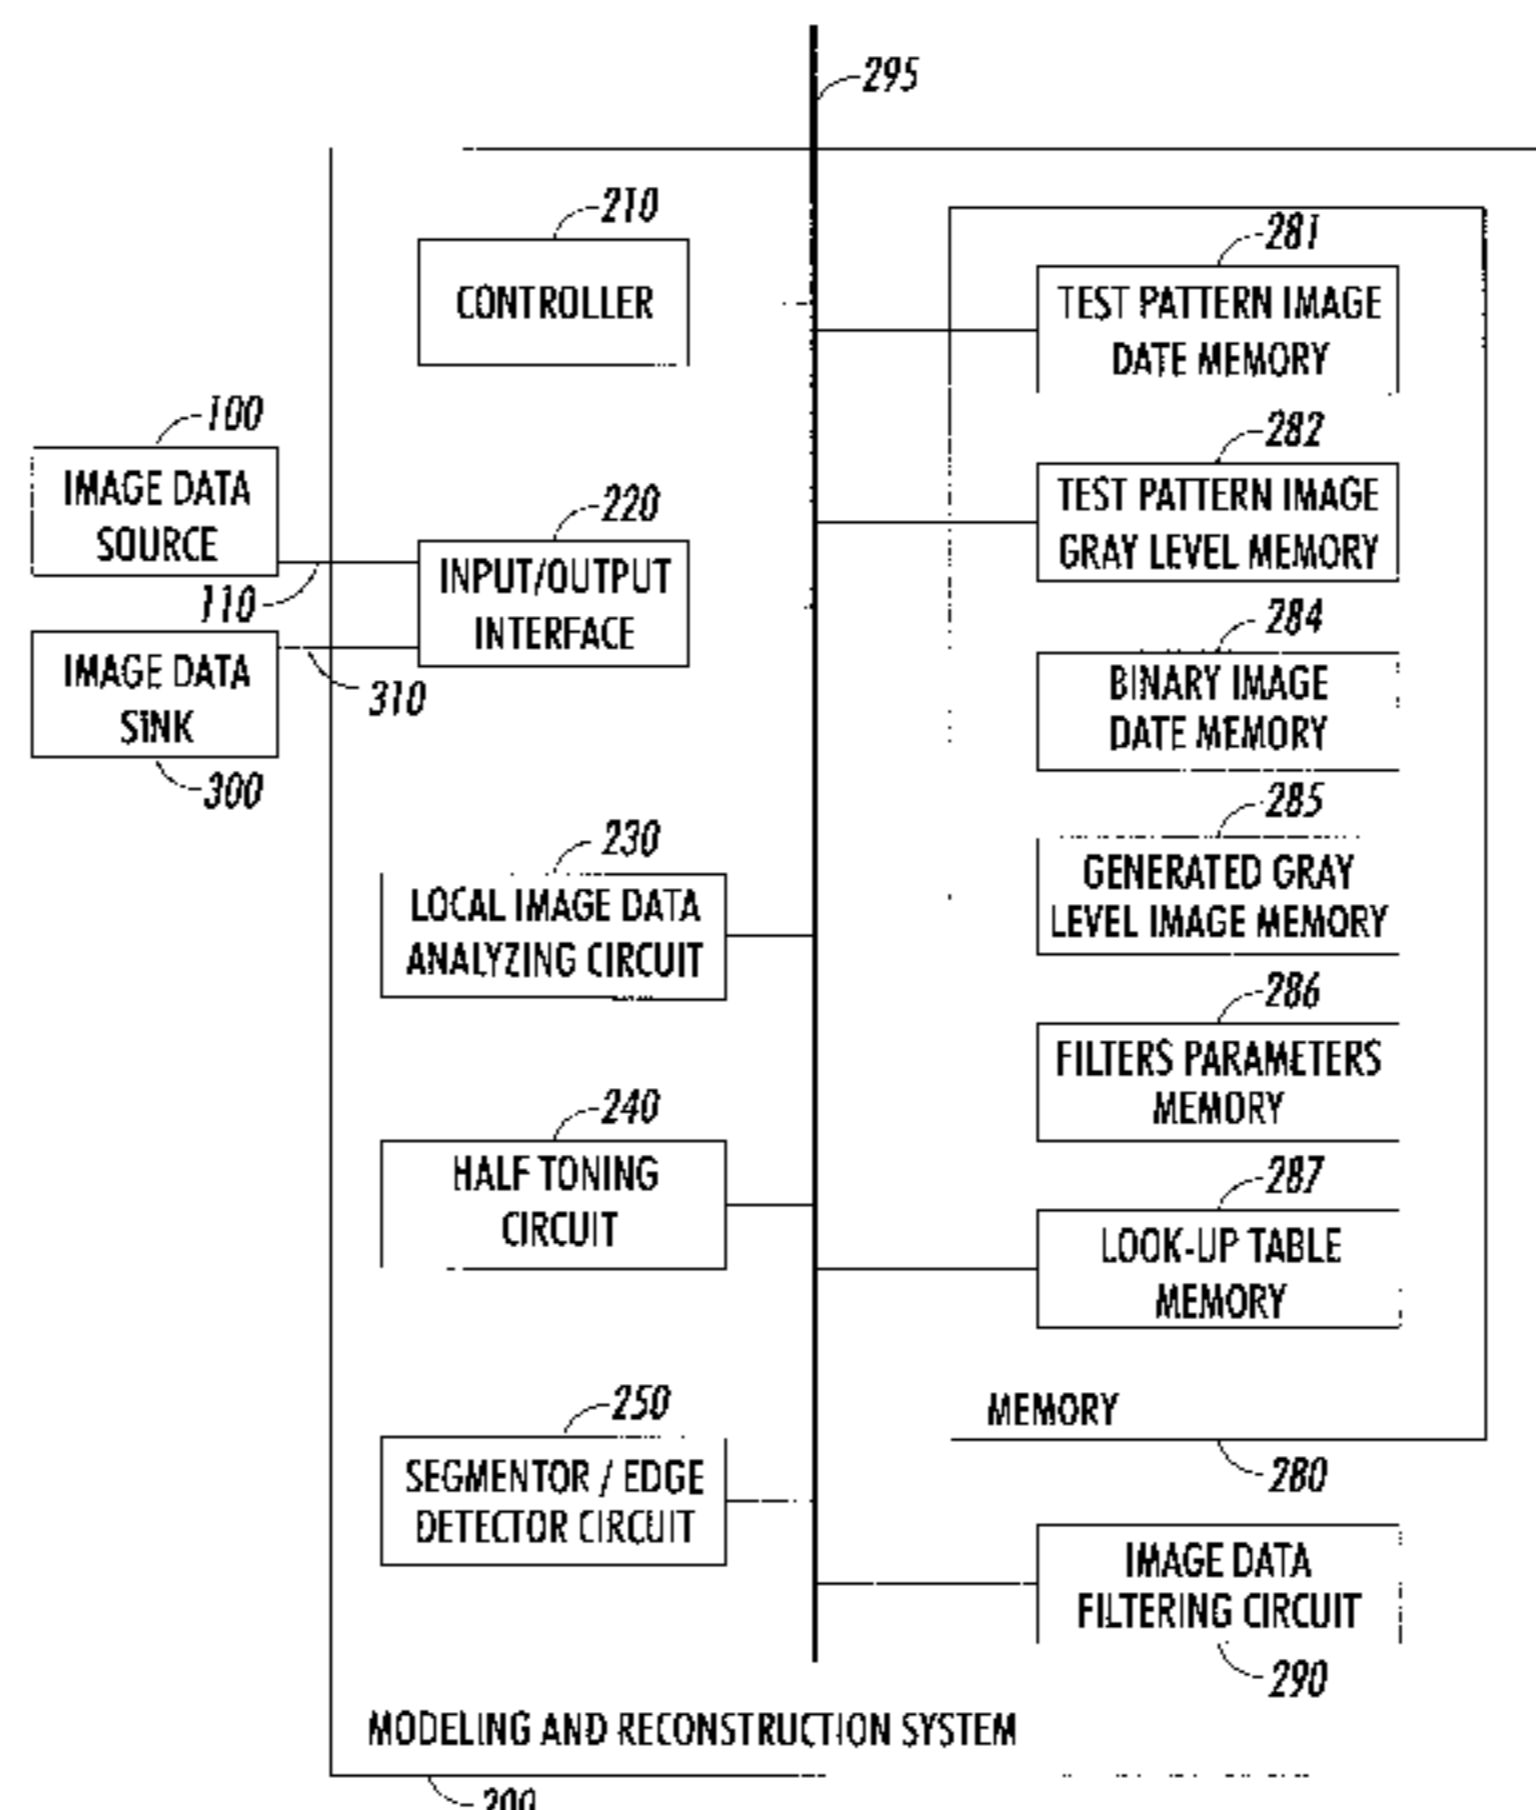 295
210
CONTROLLER
281
TEST PATTERN IMAGE
DATE MEMORY
100
IMAGE DATA
SOURCE
110
282
TEST PATTERN IMAGE
GRAY LEVEL MEMORY
220
INPUT/OUTPUT
INTERFACE
IMAGE DATA
SINK
300
310
284
BINARY IMAGE
DATE MEMORY
285
GENERATED GRAY
LEVEL IMAGE MEMORY
230
LOCAL IMAGE DATA
ANALYZING CIRCUIT
286
FILTERS PARAMETERS
MEMORY
240
HALF TONING
CIRCUIT
287
LOOK-UP TABLE
MEMORY
250
SEGMENTOR / EDGE
DETECTOR CIRCUIT
MEMORY
280
IMAGE DATA
FILTERING CIRCUIT
290
MODELING AND RECONSTRUCTION SYSTEM
200